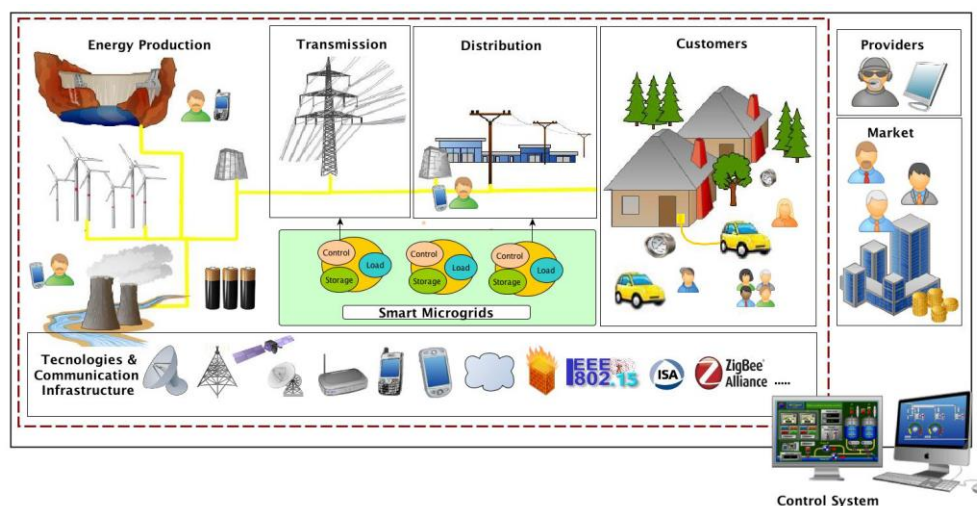 Energy Production
Transmission
Distribution
Customers
Providers
Market
Control
Load
Storage
Control
Load
Storage
Control
Load
Storage
Smart Microgrids
Tecnologies &
Communication
Infrastructure
IEEE
802.15
ISA
ZigBee®
Alliance
.....
Control System